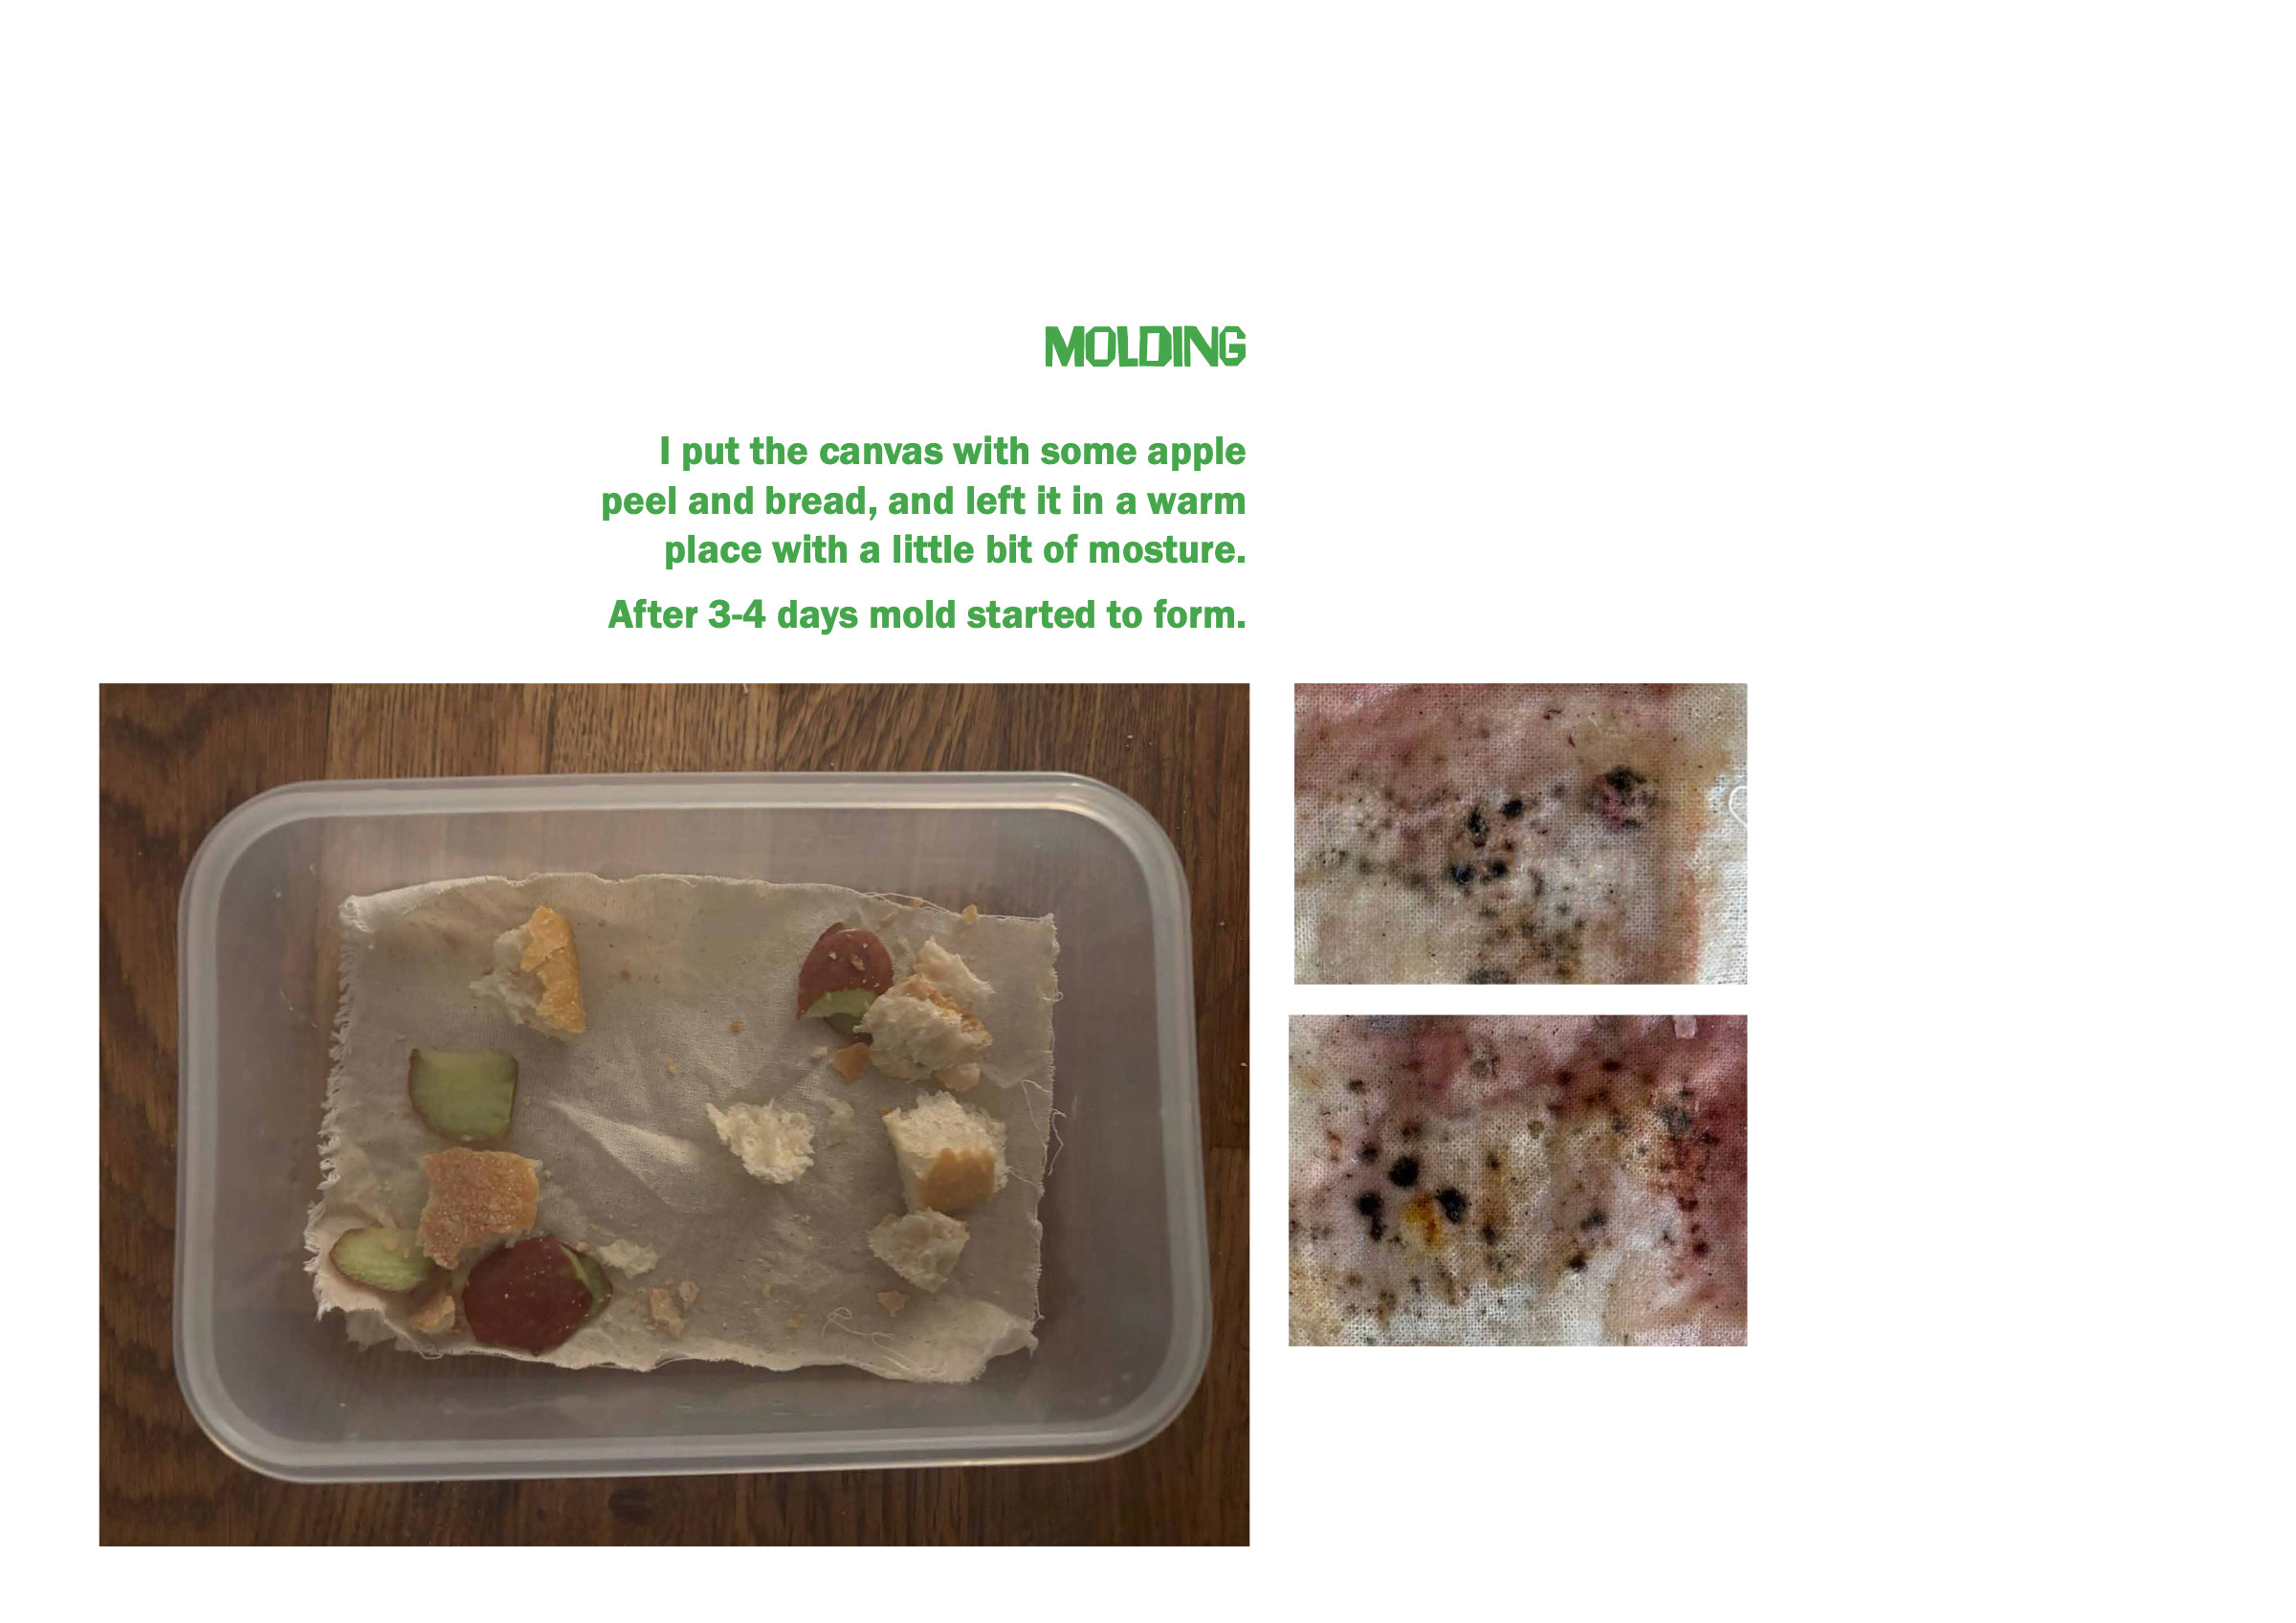 MOLDING
I put the canvas with some apple
peel and bread, and left it in a warm
place with a little bit of mosture.
After 3-4 days mold started to form.